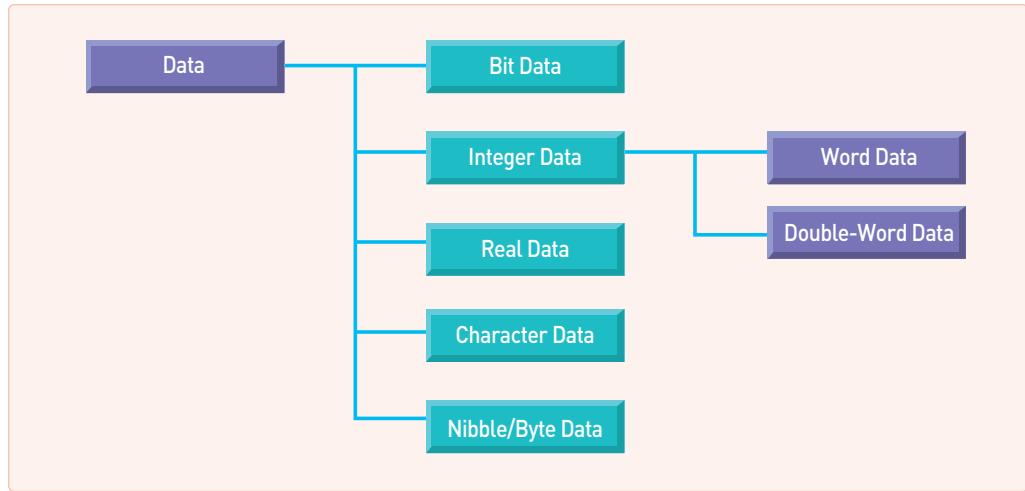 Data
Bit Data
Integer Data
Word Data
Double-Word Data
Real Data
Character Data
Nibble/Byte Data